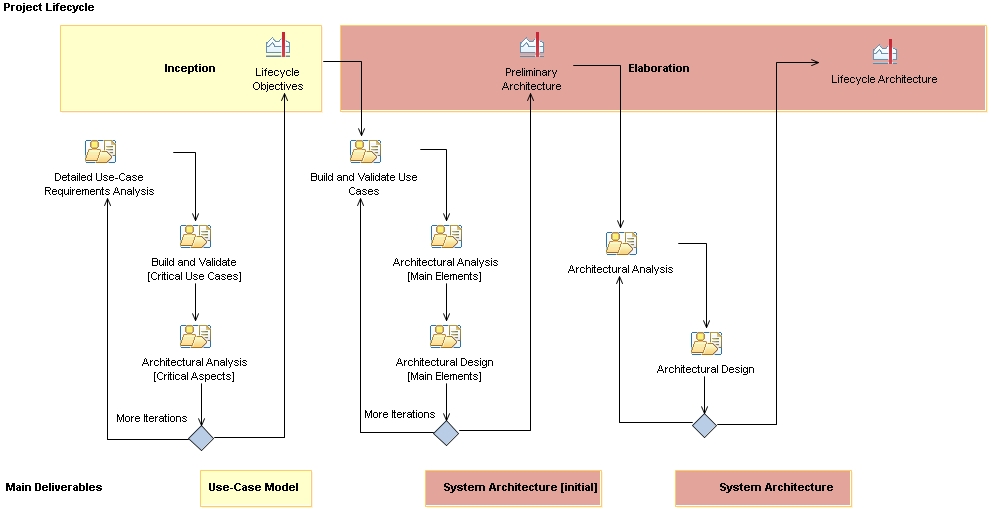 Project Lifecycle
Inception
Lifecycle
Objectives
Preliminary
Architecture
Elaboration
Lifecycle Architecture
Detailed Use-Case
Requirements Analysis
Build and Validate
[Critical Use Cases]
Architectural Analysis
[Critical Aspects]
More Iterations
Build and Validate Use
Cases
Architectural Analysis
[Main Elements]
Architectural Design
[Main Elements]
More Iterations
Architectural Analysis
Architectural Design
Main Deliverables
Use-Case Model
System Architecture [initial]
System Architecture